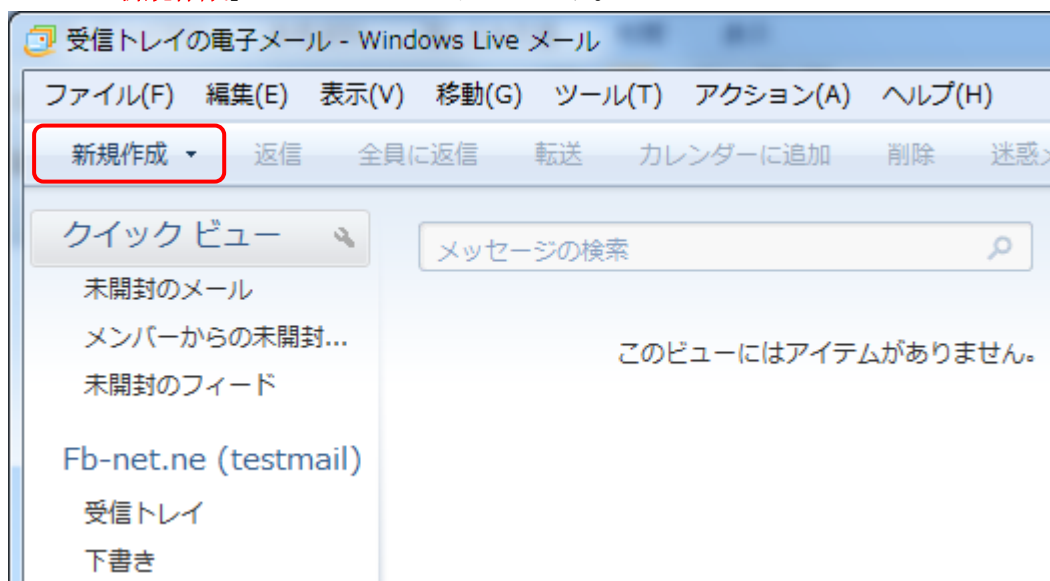 受信トレイの電子メール - Windows Live メール
ファイル(F) 編集(E) 表示(V) 移動(G) ツール(T) アクション(A) ヘルプ(H)
新規作成 返信 全員に返信 転送 カレンダーに追加 削除 迷惑
クイック ビュー
メッセージの検索
未開封のメール
メンバーからの未開封...
このビューにはアイテムがありません。
未開封のフィード
Fb-net.ne (testmail)
受信トレイ
下書き